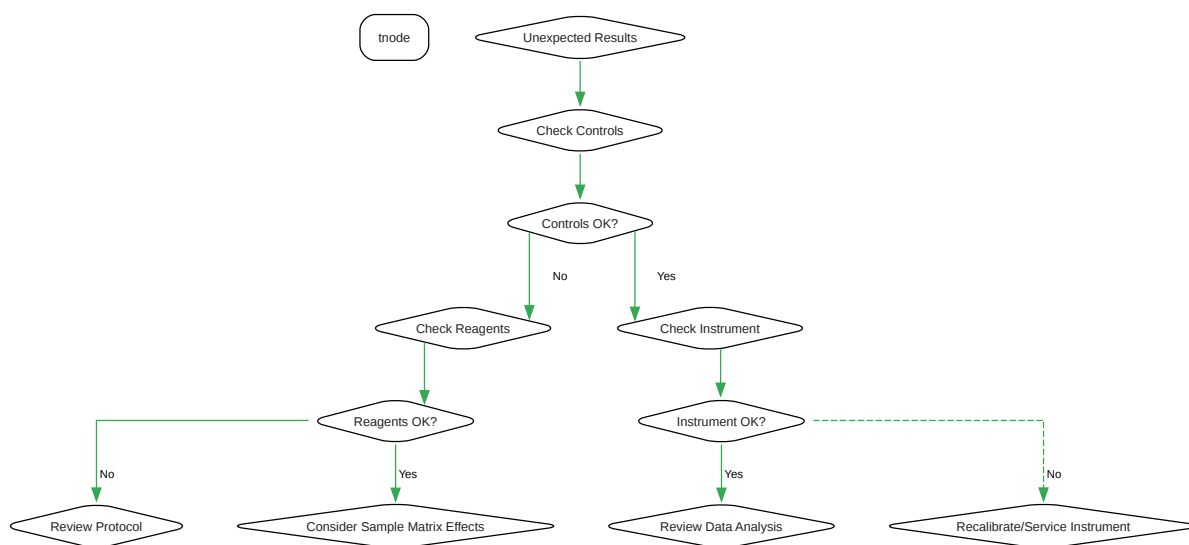 tnode
Unexpected Results
Check Controls
Controls OK?
No
Yes
Check Reagents
Check Instrument
Reagents OK?
Instrument OK?
No
Yes
Yes
No
Review Protocol
Consider Sample Matrix Effects
Review Data Analysis
Recalibrate/Service Instrument